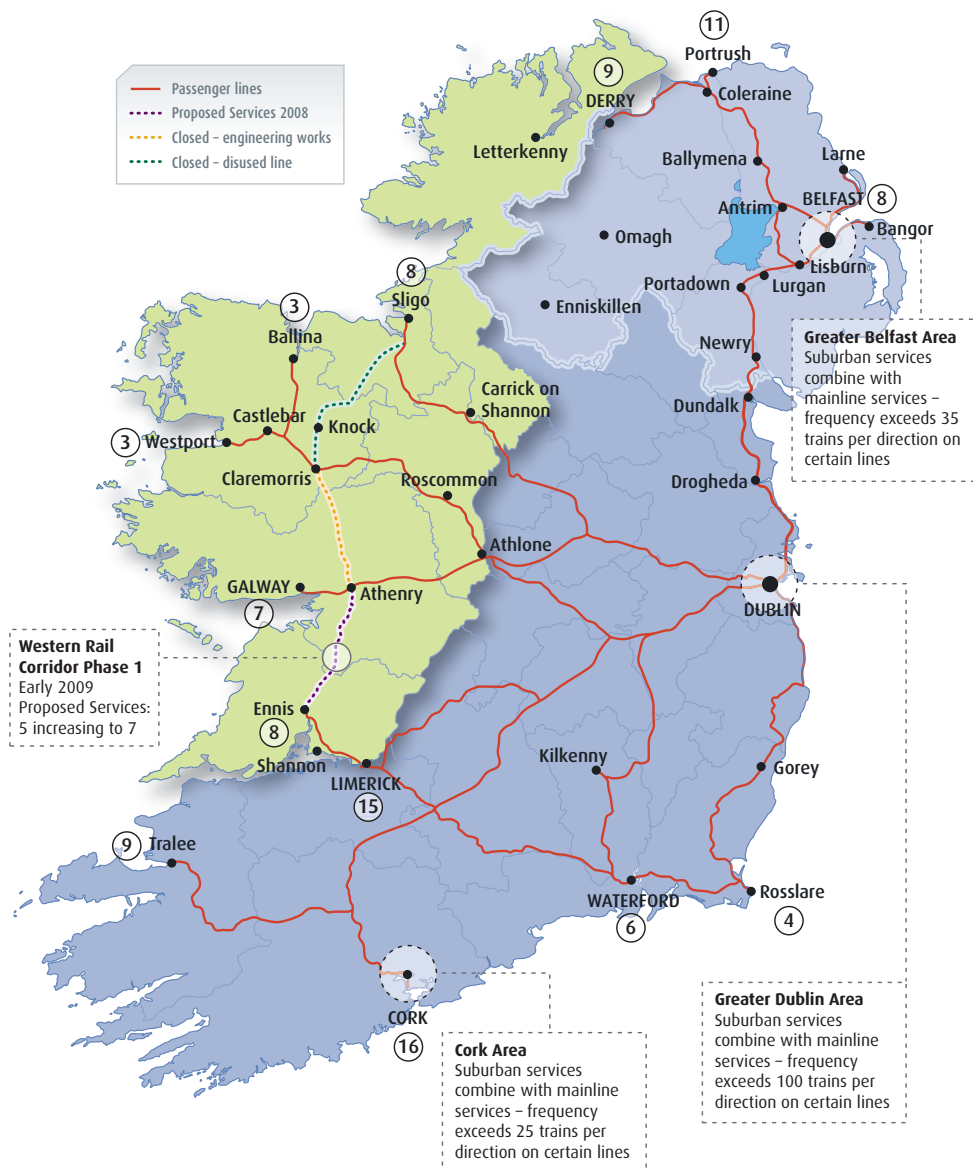 Passenger lines
Proposed Services 2008
Closed – engineering works
Closed – disused line
11
Portrush
Coleraine
9
DERRY
Letterkenny
Ballymena
Larne
Antrim
BELFAST
8
Bangor
Omagh
Lisburn
Lurgan
Portadown
Enniskillen
Newry
Greater Belfast Area
Suburban services
combine with
mainline services –
frequency exceeds 35
trains per direction on
certain lines
8
Sligo
3
Ballina
Carrick on
Shannon
Dundalk
Castlebar
Knock
3
Westport
Claremorris
Roscommon
Drogheda
Athlone
GALWAY
7
Athenry
DUBLIN
Western Rail
Corridor Phase 1
Early 2009
Proposed Services:
5 increasing to 7
Ennis
8
Shannon
LIMERICK
15
Kilkenny
Gorey
9
Tralee
WATERFORD
6
Rosslare
4
CORK
16
Cork Area
Suburban services
combine with mainline
services – frequency
exceeds 25 trains per
direction on certain lines
Greater Dublin Area
Suburban services
combine with mainline
services – frequency
exceeds 100 trains per
direction on certain lines